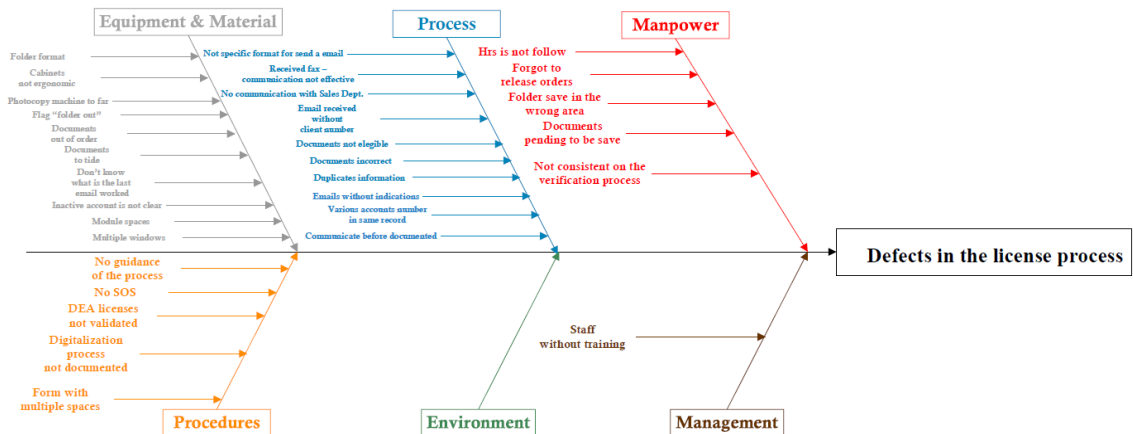 Equipment & Material
Folder format
Cabinets
not ergonomic
Photocopy machine to far
Flag “folder out”
Documents
out of order
Documents
to tide
Don’t know
what is the last
email worked
Inactive account is not clear
Module spaces
Multiple windows
Process
Not specific format for send a email
Received fax –
communication not effective
No communication with Sales Dept.
Email received
without
client number
Documents not elegible
Documents incorrect
Duplicates information
Emails without indications
Various accounts number
in same record
Communicate before documented
Manpower
Hrs is not follow
Forgot to
release orders
Folder save in the
wrong area
Documents
pending to be save
Not consistent on the
verification process
Defects in the license process
No guidance
of the process
No SOS
DEA licenses
not validated
Digitalization
process
not documented
Form with
multiple spaces
Procedures
Environment
Staff
without training
Management